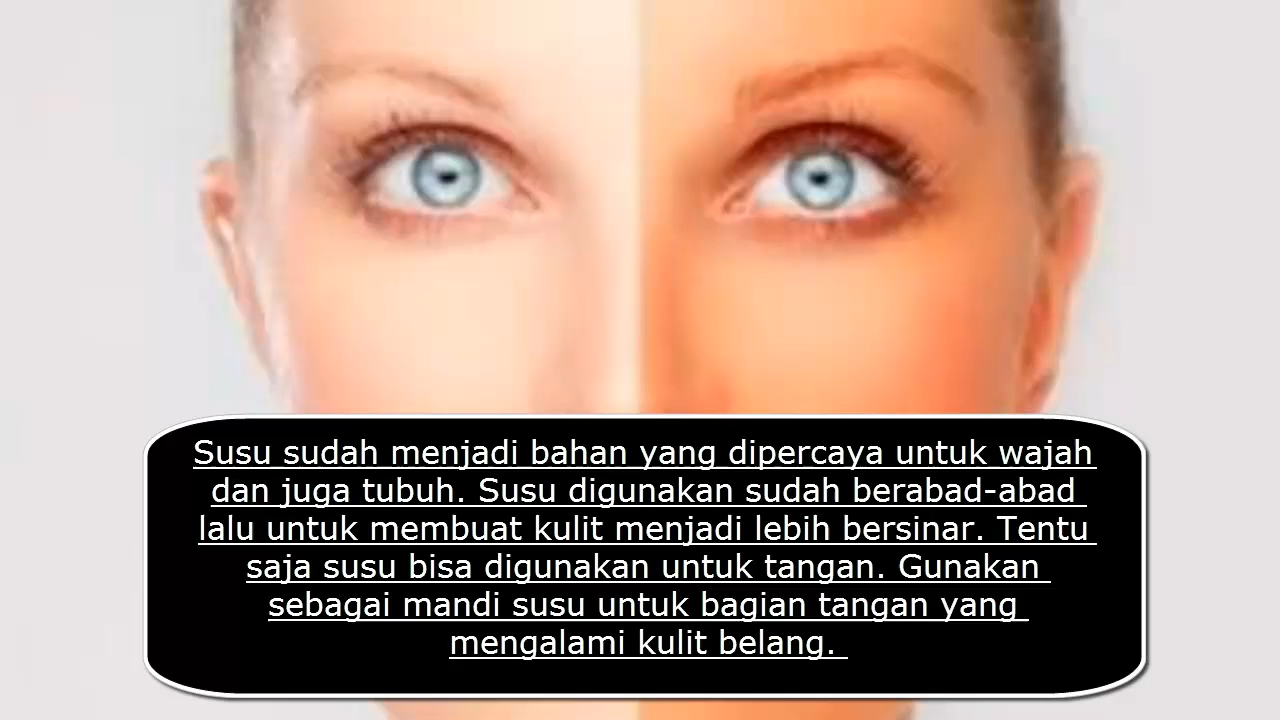 Susu sudah menjadi bahan yang dipercaya untuk wajah
dan juga tubuh. Susu digunakan sudah berabad-abad
lalu untuk membuat kulit menjadi lebih bersinar. Tentu
saja susu bisa digunakan untuk tangan. Gunakan
sebagai mandi susu untuk bagian tangan yang
mengalami kulit belang.